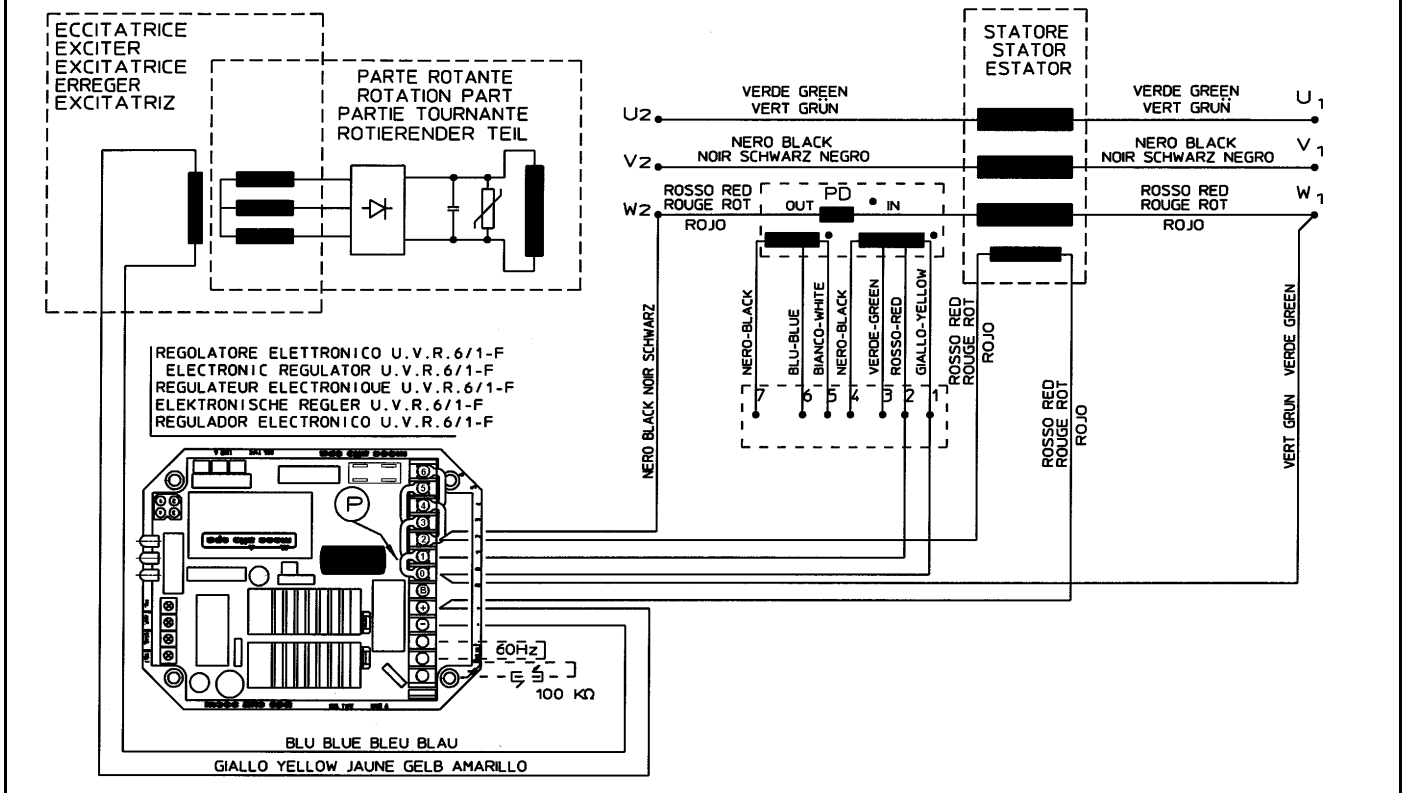 ECCITATRICE
EXCITER
EXCITATRICE
ERREGER
EXCITATRIZ
PARTE ROTANTE
ROTATION PART
PARTIE TOURNANTE
ROTIERENDER TEIL
STATORE
STATOR
ESTATOR
U2
VERDE GREEN
VERT GRÜN
VERDE GREEN
VERT GRUÑ
U1
V2
NERO BLACK
NOIR SCHWARZ NEGRO
NERO BLACK
NOIR SCHWARZ NEGRO
V1
W2
ROSSO RED
ROUGE ROT
ROJO
PD
OUT
IN
ROSSO RED
ROUGE ROT
ROJO
W1
NERO BLACK NOIR SCHWARZ
NERO-BLACK
BLU-BLUE
BIANCO-WHITE
NERO-BLACK
VERDE-GREEN
ROSSO-RED
GIALLO-YELLOW
ROSSO RED
ROUGE ROT
ROJO
ROSSO RED
ROUGE ROT
ROJO
VERT GRUN VERDE GREEN
7 6 5 4 3 2 1
REGOLATORE ELETTRONICO U.V.R.6/1-F
ELECTRONIC REGULATOR U.V.R.6/1-F
REGULATEUR ELECTRONIQUE U.V.R.6/1-F
ELEKTRONISCHE REGLER U.V.R.6/1-F
REGULADOR ELECTRONICO U.V.R.6/1-F
P
6
5
4
3
2
1
0
B
+
-
60Hz
100 KΩ
BLU BLUE BLEU BLAU
GIALLO YELLOW JAUNE GELB AMARILLO